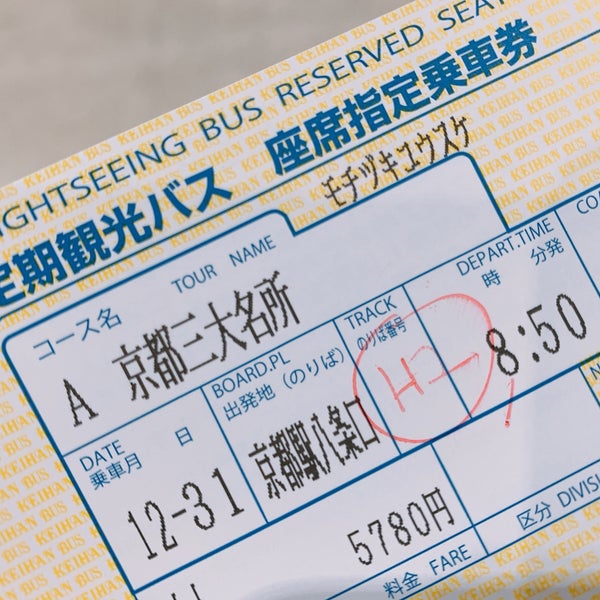 IGHTSEEING BUS RESERVED SEAT
定期観光バス 座席指定乗車券
モチヅキユウスケ
コース名 TOUR NAME
A 京都三大名所
DATE
乗車月 日
12-31
BOARD.PL
出発地（のりば）
京都駅八条口
TRACK
のりば番号
H-1
DEPART.TIME
時 分発
8:50
5780円
料金 FARE
区分 DIVISI